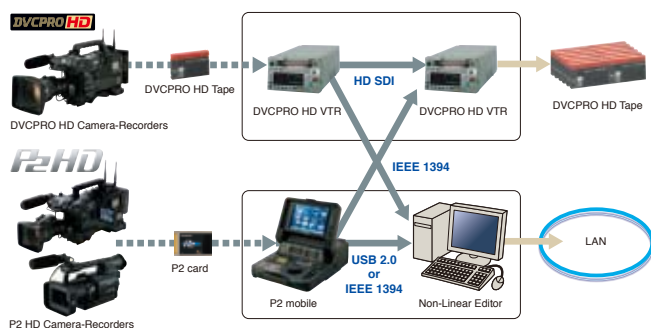 DVCPRO HD
DVCPRO HD Tape
DVCPRO HD Camera-Recorders
DVCPRO HD VTR
HD SDI
DVCPRO HD VTR
DVCPRO HD Tape
IEEE 1394
P2HD
P2 card
P2 HD Camera-Recorders
P2 mobile
USB 2.0
or
IEEE 1394
Non-Linear Editor
LAN